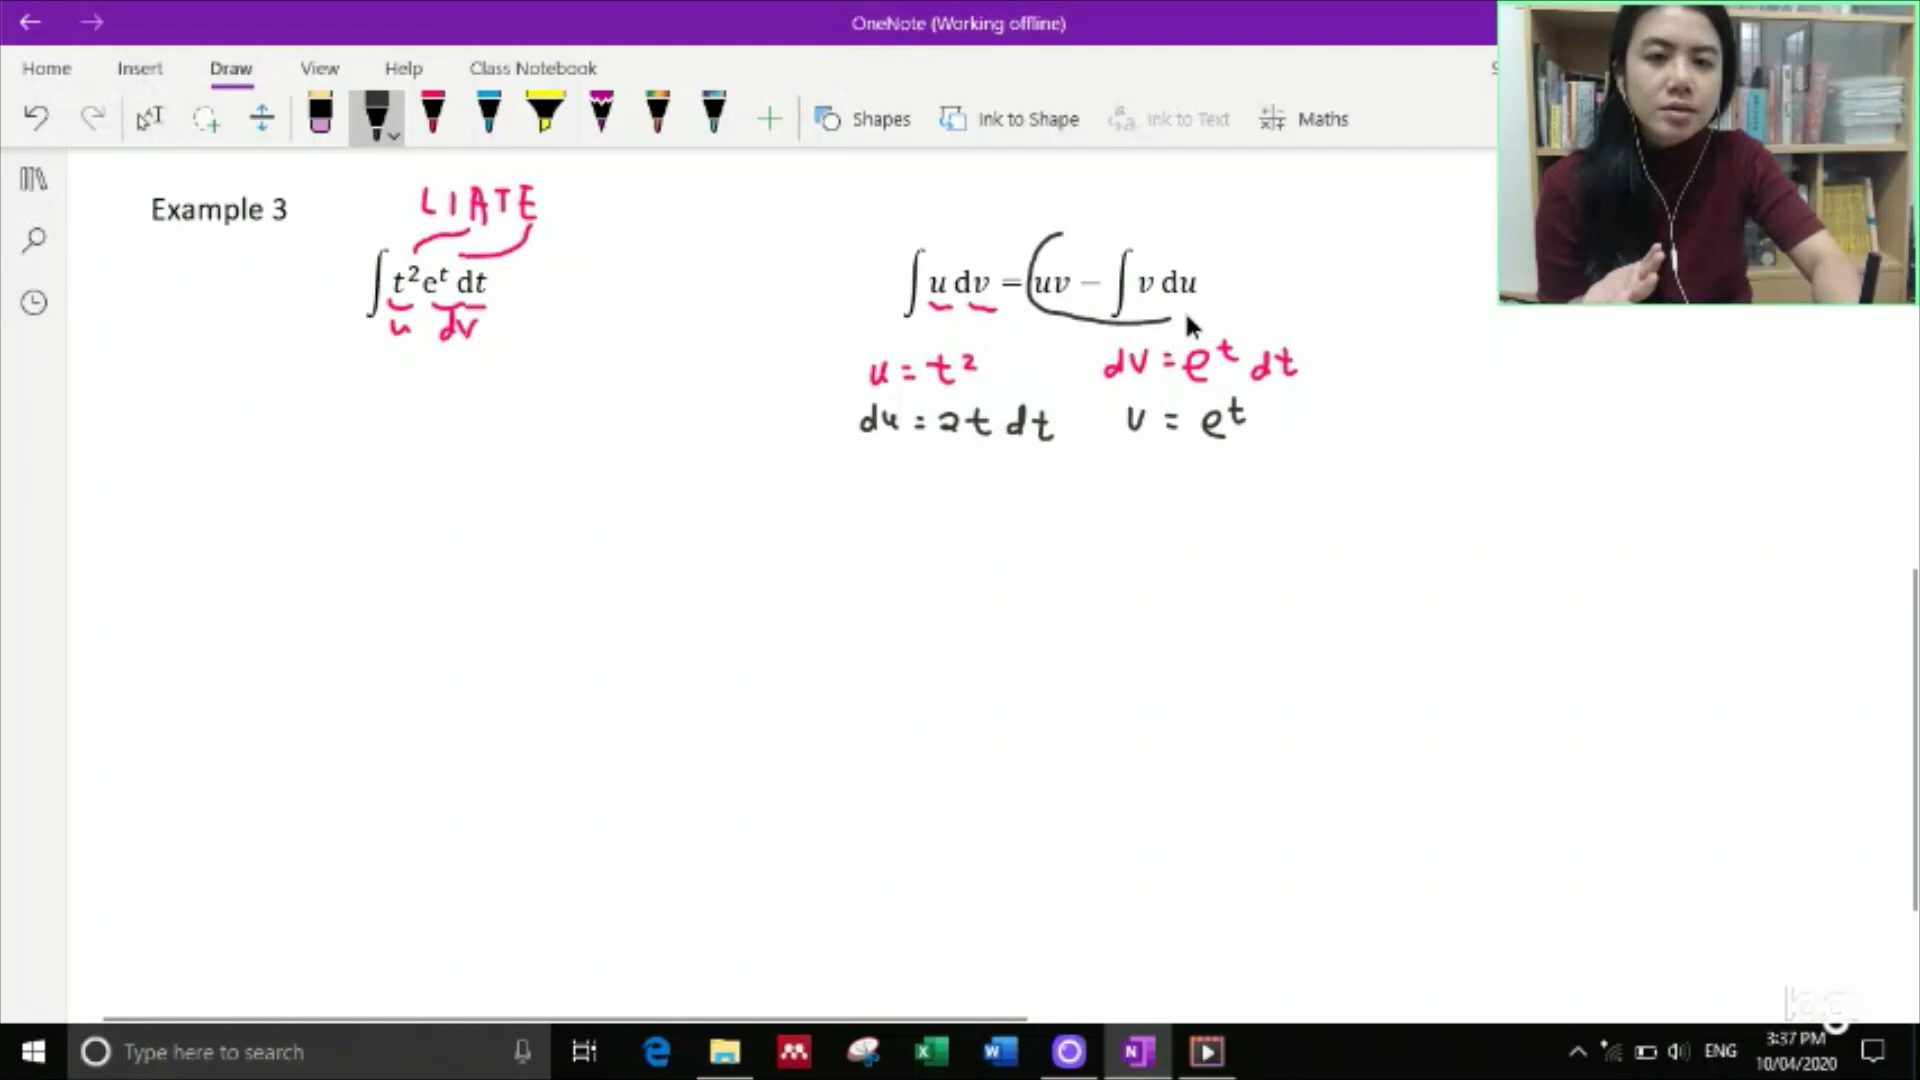 OneNote (Working offline)
Home Insert Draw View Help Class Notebook
Shapes Ink to Shape Ink to Text Maths
Example 3
LIATE
∫ t²eᵗ dt
u dv
∫ u dv = uv − ∫ v du
u = t² dv = eᵗ dt
du = 2t dt v = eᵗ
Type here to search
ENG
3:37 PM
10/04/2020